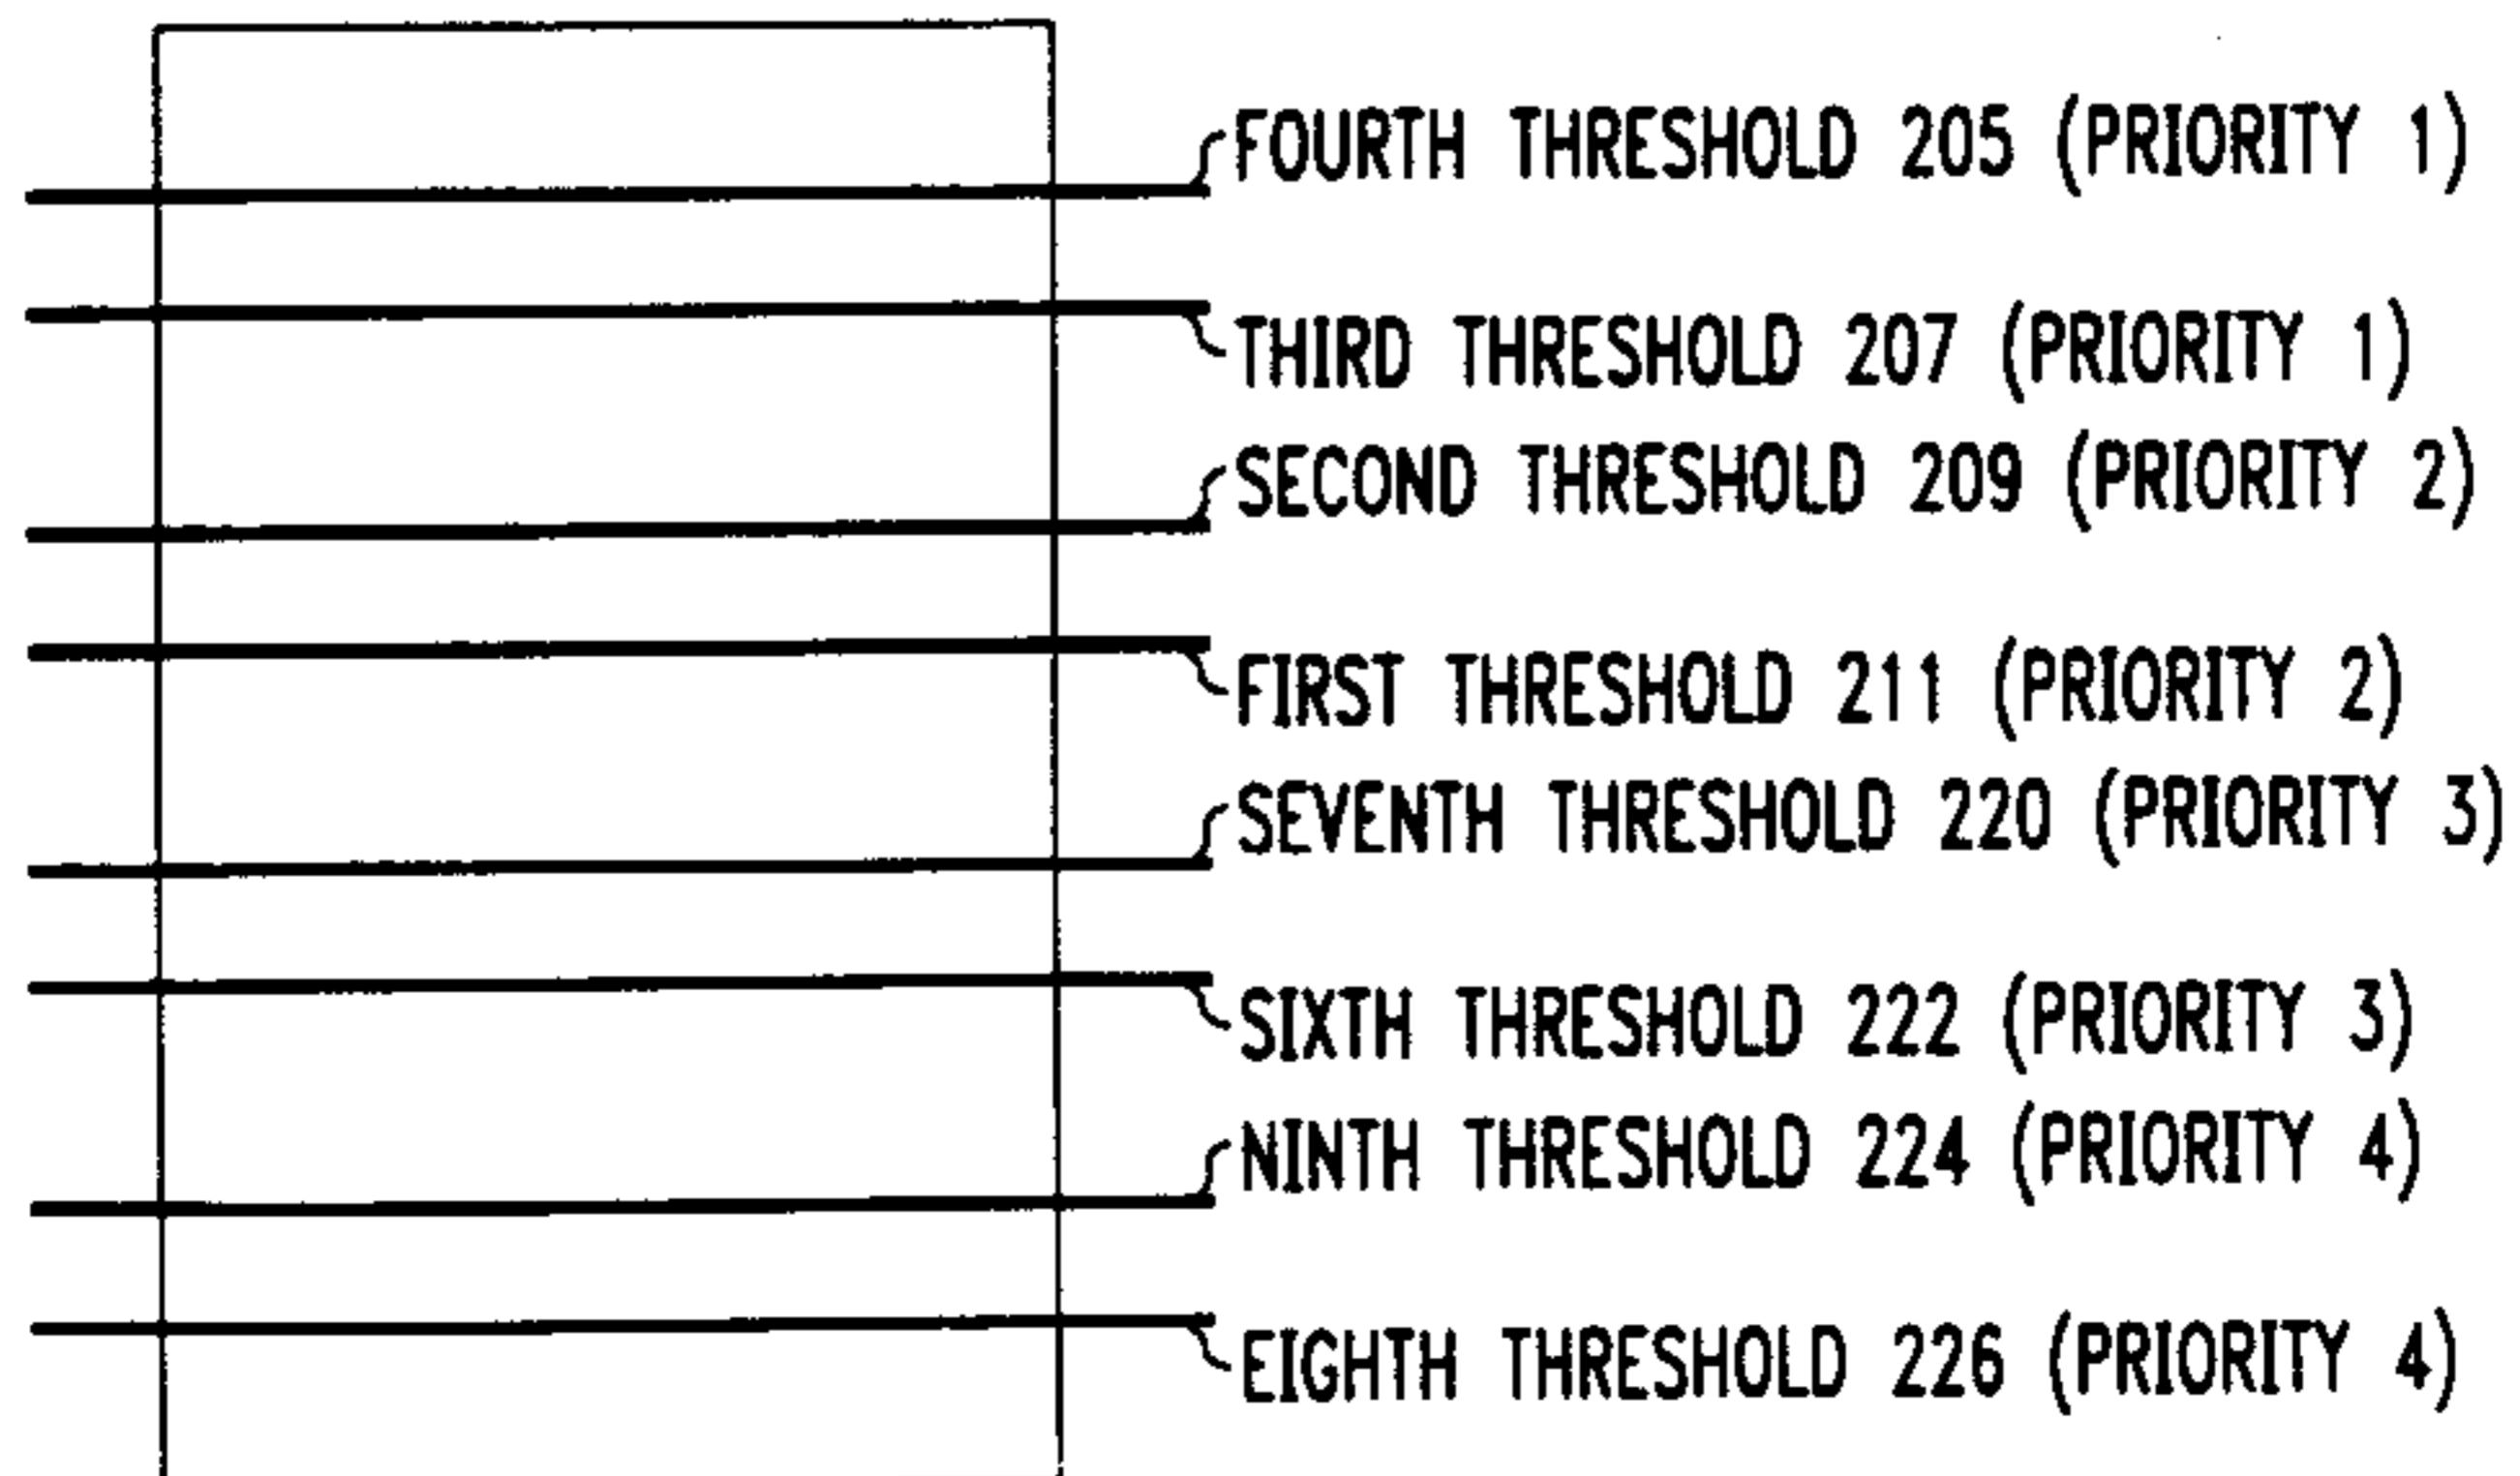 FOURTH THRESHOLD 205 (PRIORITY 1)
THIRD THRESHOLD 207 (PRIORITY 1)
SECOND THRESHOLD 209 (PRIORITY 2)
FIRST THRESHOLD 211 (PRIORITY 2)
SEVENTH THRESHOLD 220 (PRIORITY 3)
SIXTH THRESHOLD 222 (PRIORITY 3)
NINTH THRESHOLD 224 (PRIORITY 4)
EIGHTH THRESHOLD 226 (PRIORITY 4)